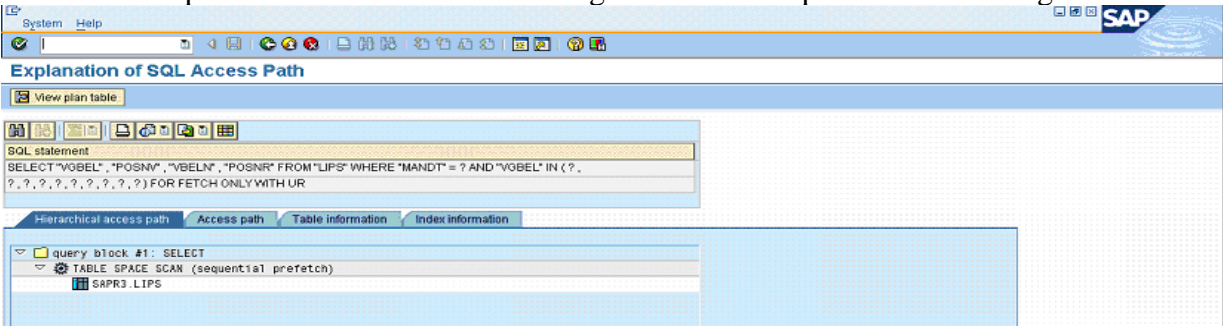 System Help
SAP
Explanation of SQL Access Path
View plan table
SQL statement
SELECT "VGBEL" , "POSNV" , "VBELN" , "POSNR" FROM "LIPS" WHERE "MANDT" = ? AND "VGBEL" IN ( ? ,
? , ? , ? , ? , ? , ? , ? , ? , ? ) FOR FETCH ONLY WITH UR
Hierarchical access path Access path Table information Index information
query block #1: SELECT
TABLE SPACE SCAN (sequential prefetch)
SAPR3.LIPS